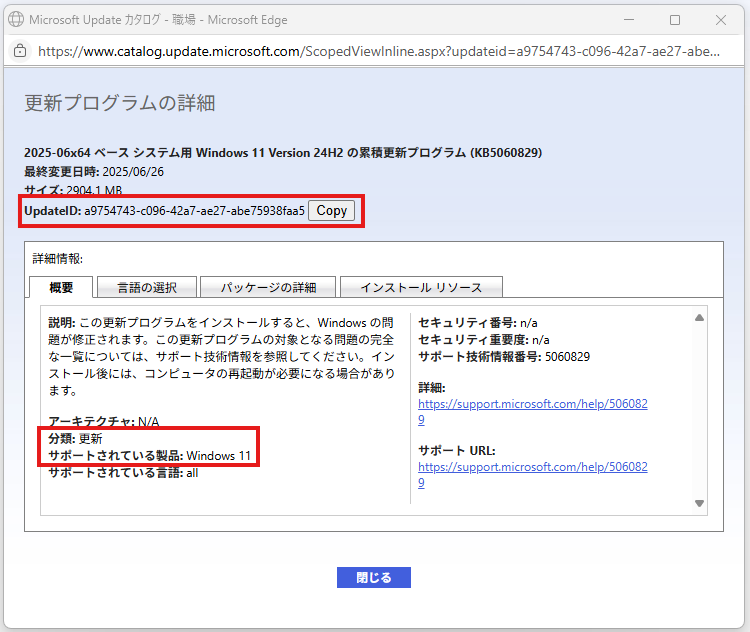 Microsoft Update カタログ - 職場 - Microsoft Edge
https://www.catalog.update.microsoft.com/ScopedViewInline.aspx?updateid=a9754743-c096-42a7-ae27-abe...
更新プログラムの詳細
2025-06x64 ベース システム用 Windows 11 Version 24H2 の累積更新プログラム (KB5060829)
最終変更日時: 2025/06/26
サイズ: 2904.1 MB
UpdateID: a9754743-c096-42a7-ae27-abe75938faa5 Copy
詳細情報:
概要 言語の選択 パッケージの詳細 インストール リソース
説明: この更新プログラムをインストールすると、Windows の問
題が修正されます。この更新プログラムの対象となる問題の完全
な一覧については、サポート技術情報を参照してください。イン
ストール後には、コンピュータの再起動が必要になる場合があり
ます。
アーキテクチャ: N/A
分類: 更新
サポートされている製品: Windows 11
サポートされている言語: all
セキュリティ番号: n/a
セキュリティ重要度: n/a
サポート技術情報番号: 5060829
詳細:
https://support.microsoft.com/help/506082
9
サポート URL:
https://support.microsoft.com/help/506082
9
閉じる